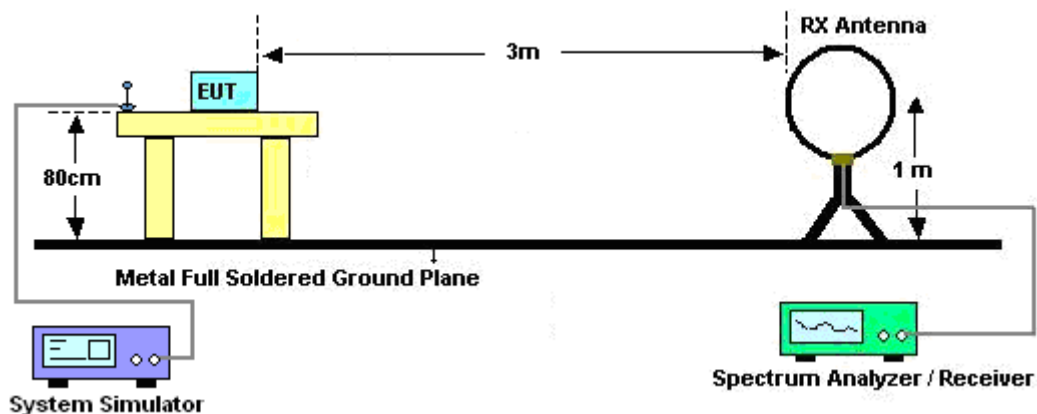 RX Antenna
3m
EUT
80cm
1 m
Metal Full Soldered Ground Plane
System Simulator
Spectrum Analyzer / Receiver